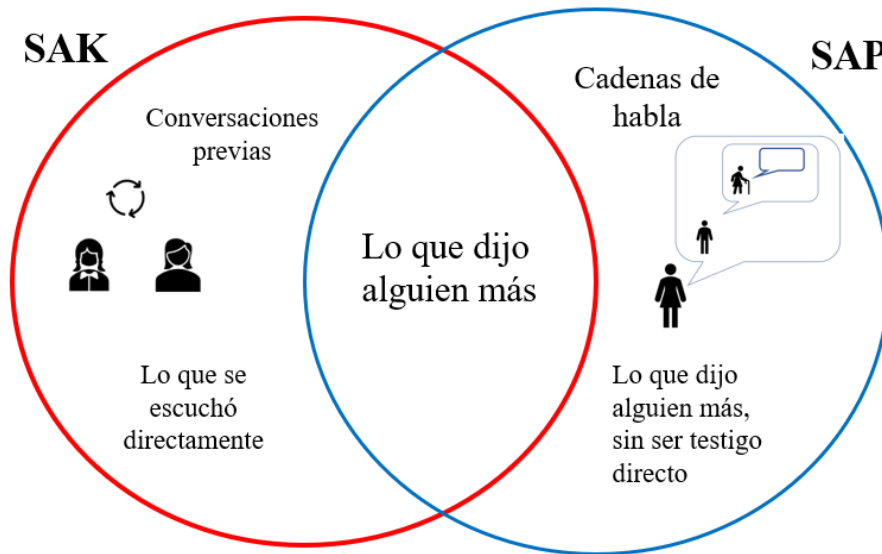 SAK
Conversaciones
previas
Lo que se
escuchó
directamente
Lo que dijo
alguien más
SAP
Cadenas de
habla
Lo que dijo
alguien más,
sin ser testigo
directo